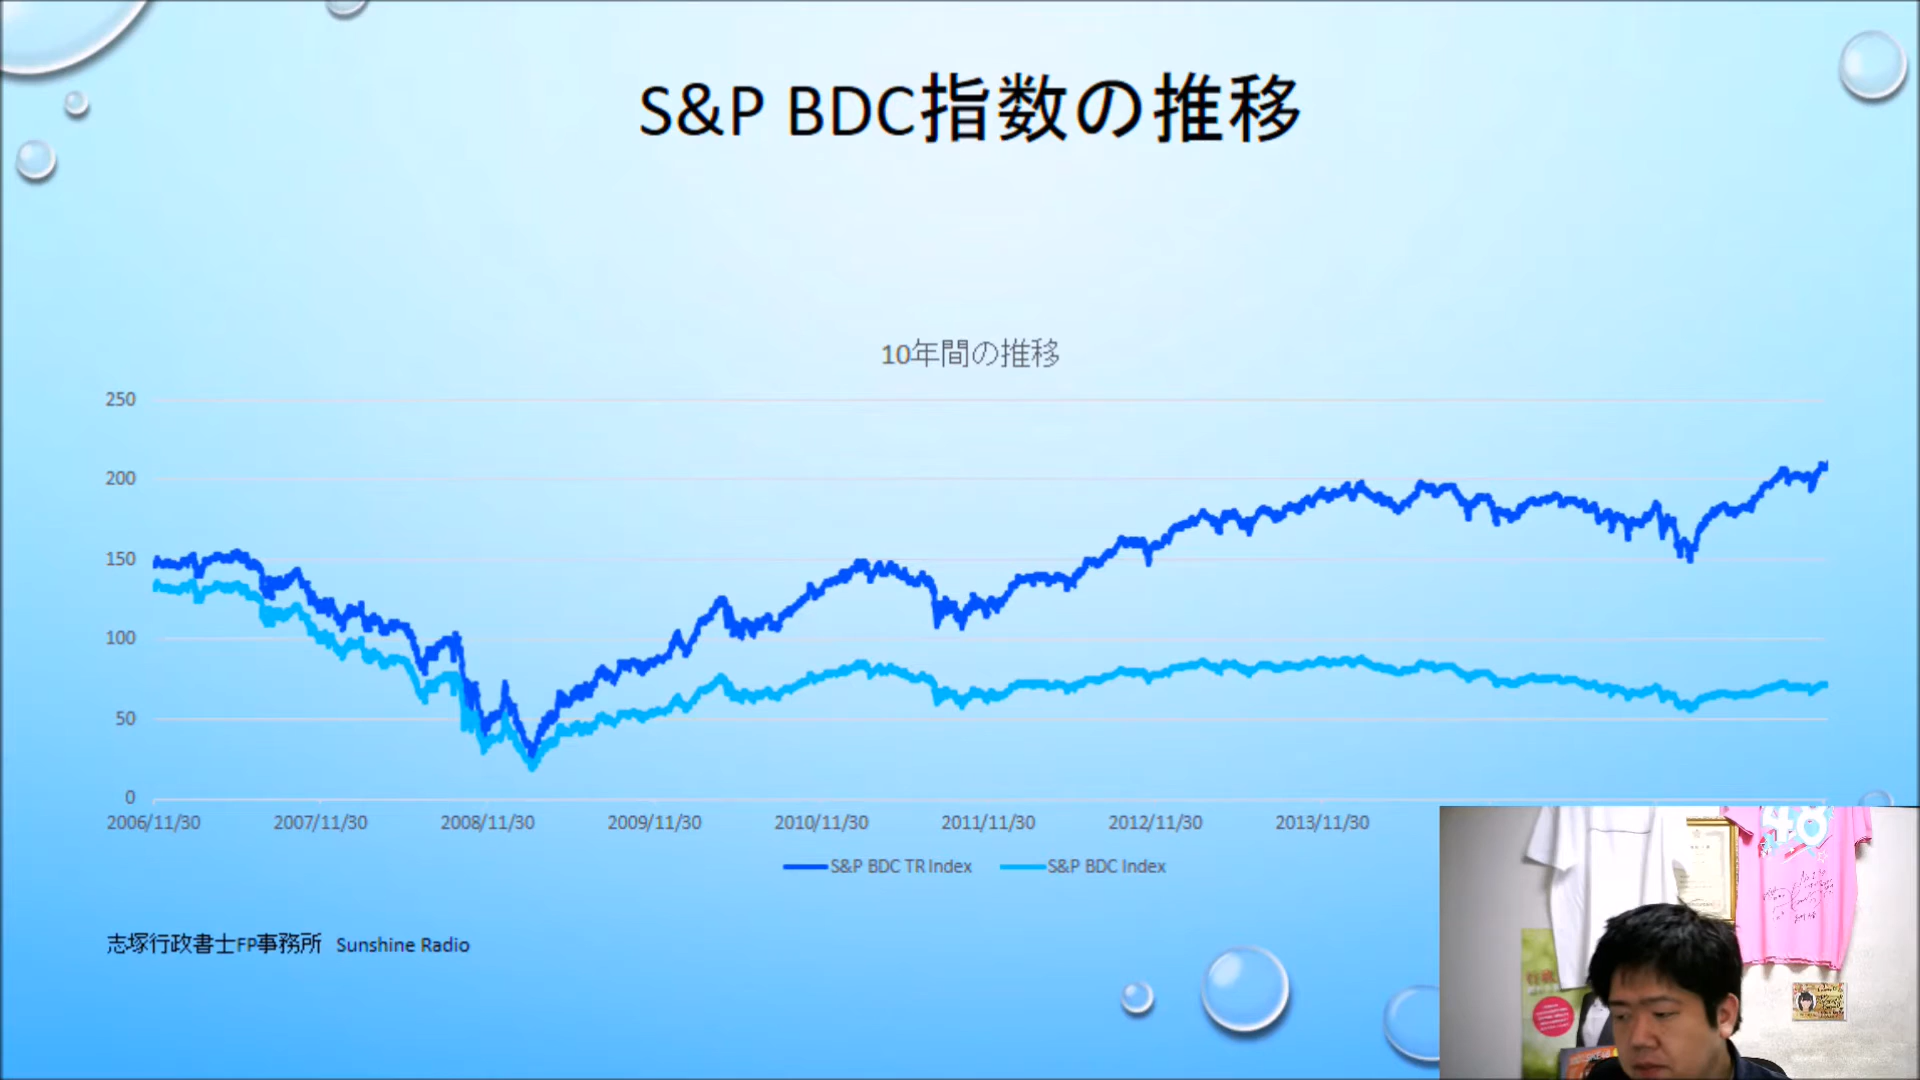 S&P BDC指数の推移
10年間の推移
250
200
150
100
50
0
2006/11/30 2007/11/30 2008/11/30 2009/11/30 2010/11/30 2011/11/30 2012/11/30 2013/11/30
S&P BDC TR Index S&P BDC Index
志塚行政書士FP事務所 Sunshine Radio
48